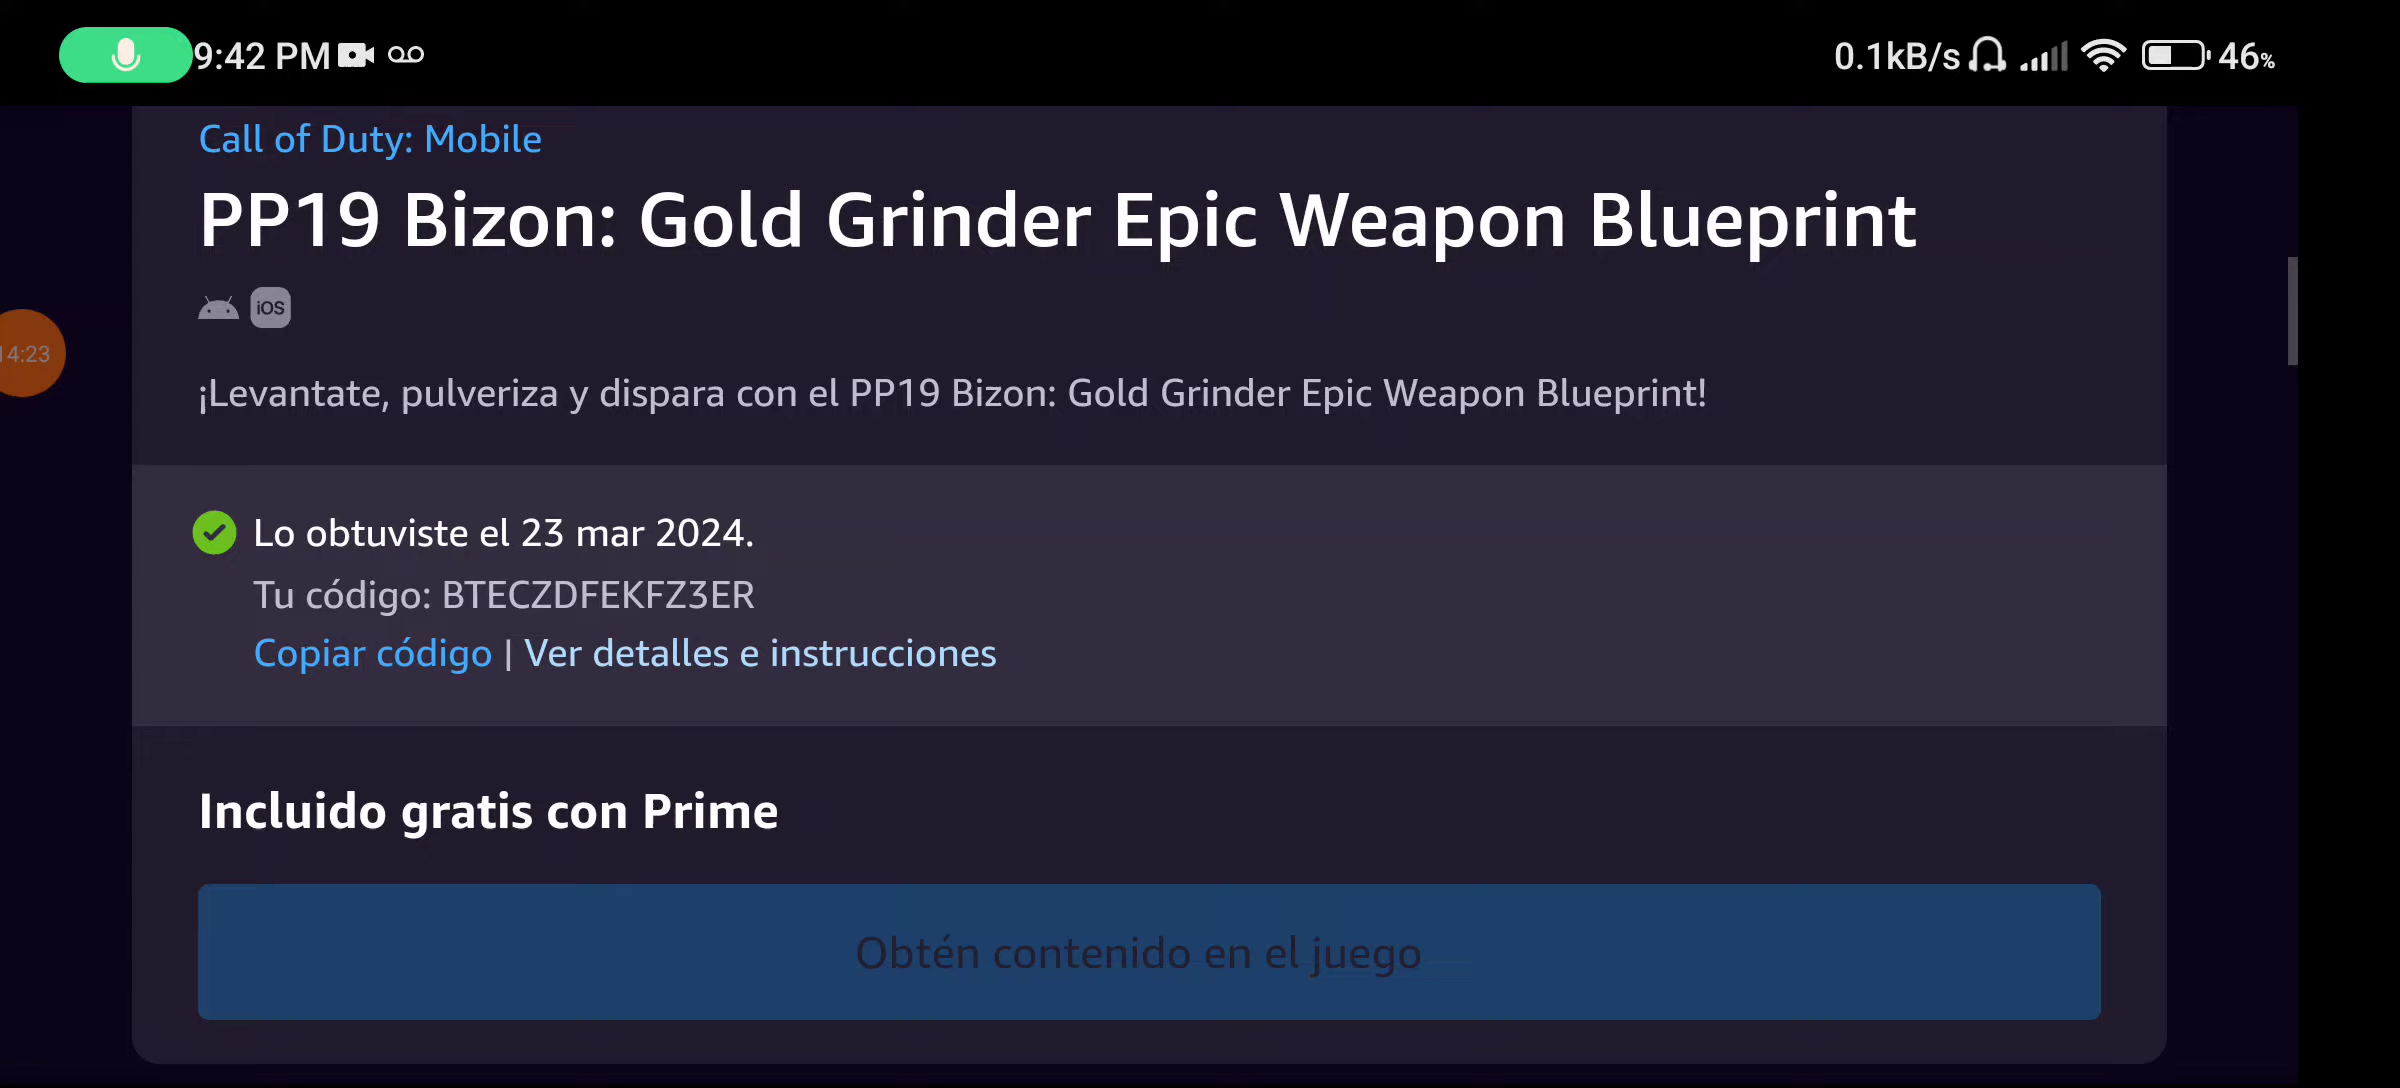 9:42 PM
0.1kB/s
46%
Call of Duty: Mobile
PP19 Bizon: Gold Grinder Epic Weapon Blueprint
iOS
14:23
¡Levantate, pulveriza y dispara con el PP19 Bizon: Gold Grinder Epic Weapon Blueprint!
Lo obtuviste el 23 mar 2024.
Tu código: BTECZDFEKFZ3ER
Copiar código | Ver detalles e instrucciones
Incluido gratis con Prime
Obtén contenido en el juego